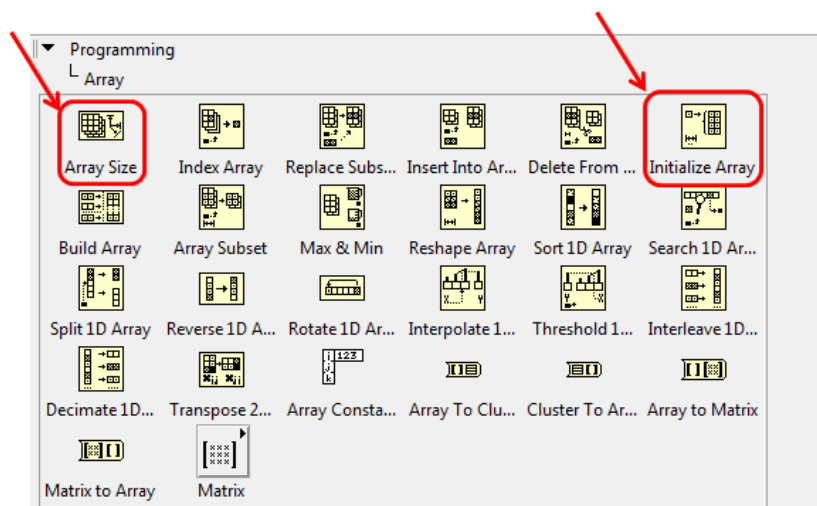 Programming
Array
Array Size Index Array Replace Subs... Insert Into Ar... Delete From ... Initialize Array
Build Array Array Subset Max & Min Reshape Array Sort 1D Array Search 1D Ar...
Split 1D Array Reverse 1D A... Rotate 1D Ar... Interpolate 1... Threshold 1... Interleave 1D...
Decimate 1D... Transpose 2... Array Consta... Array To Clu... Cluster To Ar... Array to Matrix
Matrix to Array Matrix